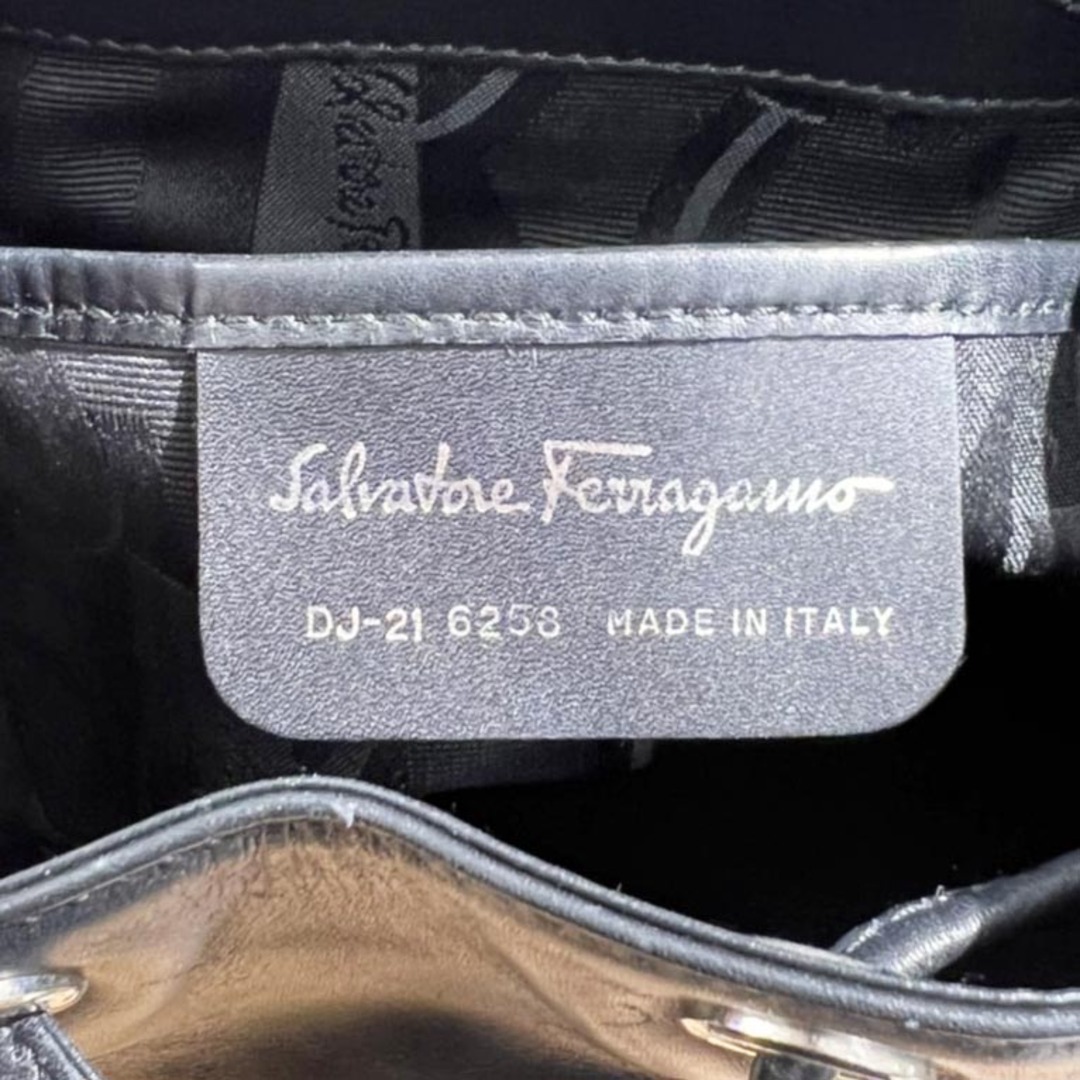 Salvatore Ferragamo
DJ-21 6258 MADE IN ITALY